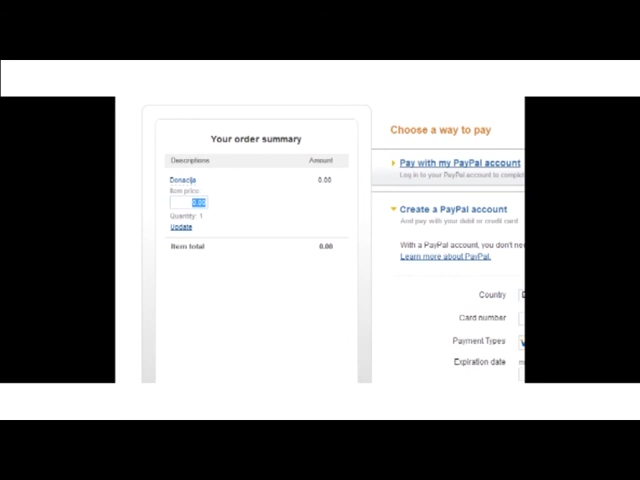 Your order summary
Descriptions Amount
Donacija 0.00
Item price:
0.00
Quantity: 1
Update
Item total 0.00
Choose a way to pay
Pay with my PayPal account
Log in to your PayPal account to complet
Create a PayPal account
And pay with your debit or credit card
With a PayPal account, you don't nee
Learn more about PayPal.
Country
Card number
Payment Types
Expiration date